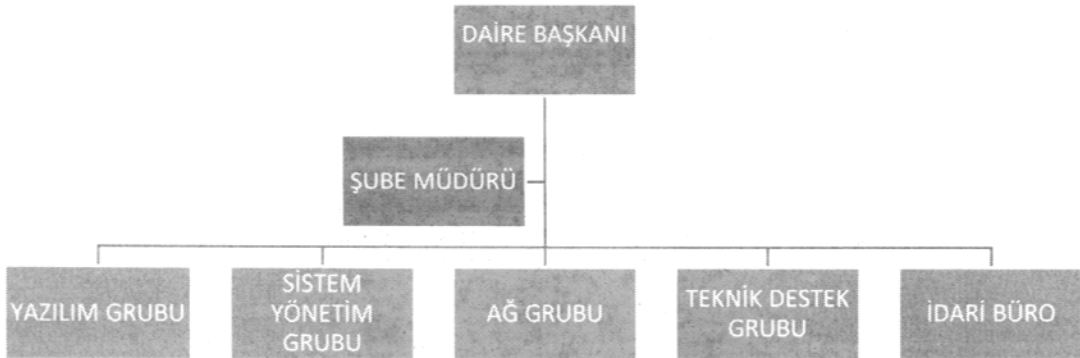 DAİRE BAŞKANI
ŞUBE MÜDÜRÜ
YAZILIM GRUBU
SİSTEM
YÖNETİM
GRUBU
AĞ GRUBU
TEKNİK DESTEK
GRUBU
İDARİ BÜRO